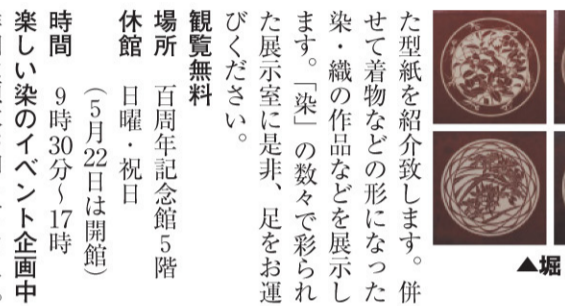 た型紙を紹介致します。併
せて着物などの形になった
染・織の作品などを展示し
ます。「染」の数々で彩られ
た展示室に是非、足をお運
びください。
観覧無料
場所　百周年記念館5階
休館　日曜・祝日
（5月22日は開館）
時間　9時30分〜17時
楽しい染のイベント企画中
▲堀